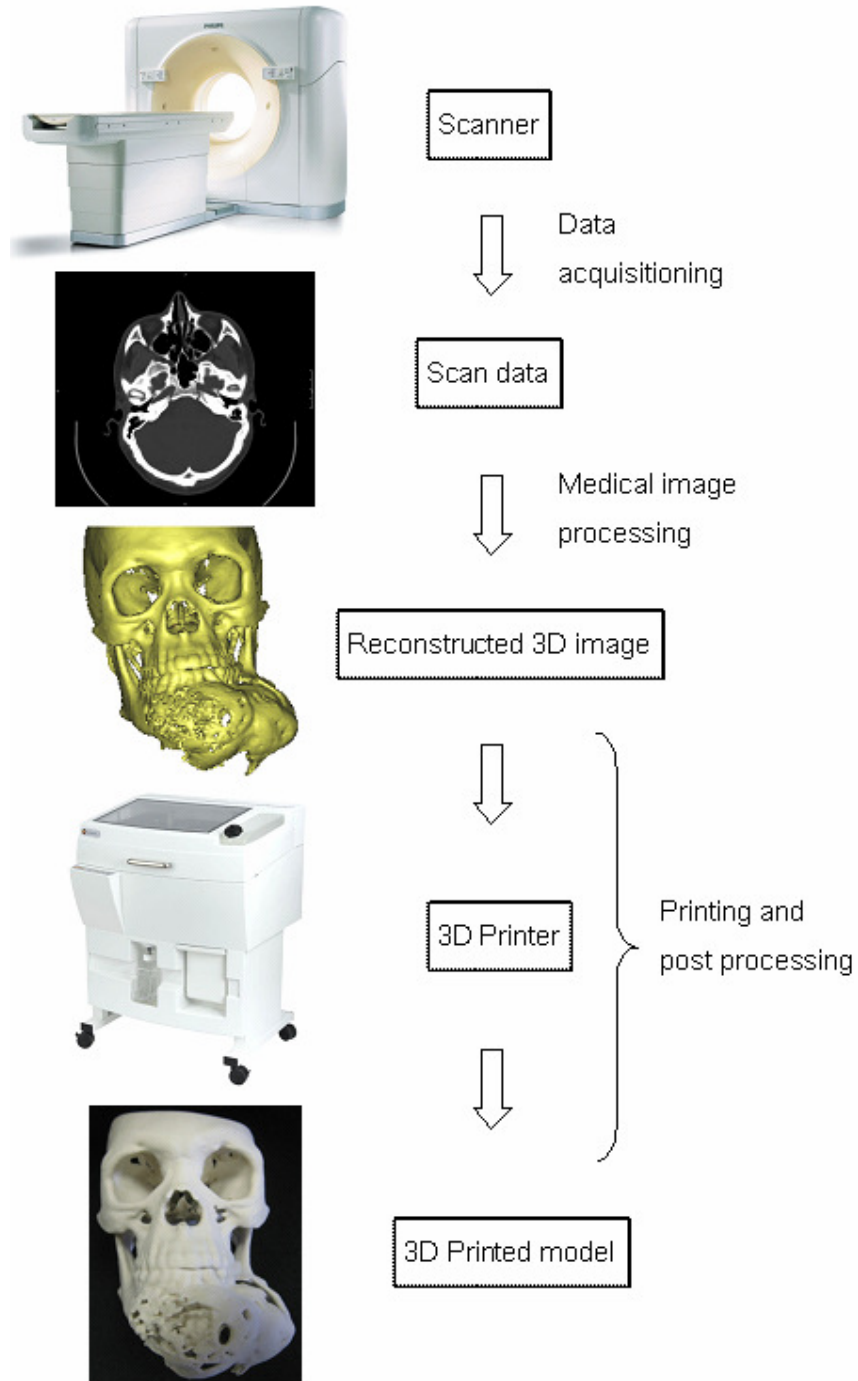 PHILIPS
Scanner
Data
acquisitioning
Scan data
Medical image
processing
Reconstructed 3D image
3D Printer
Printing and
post processing
3D Printed model